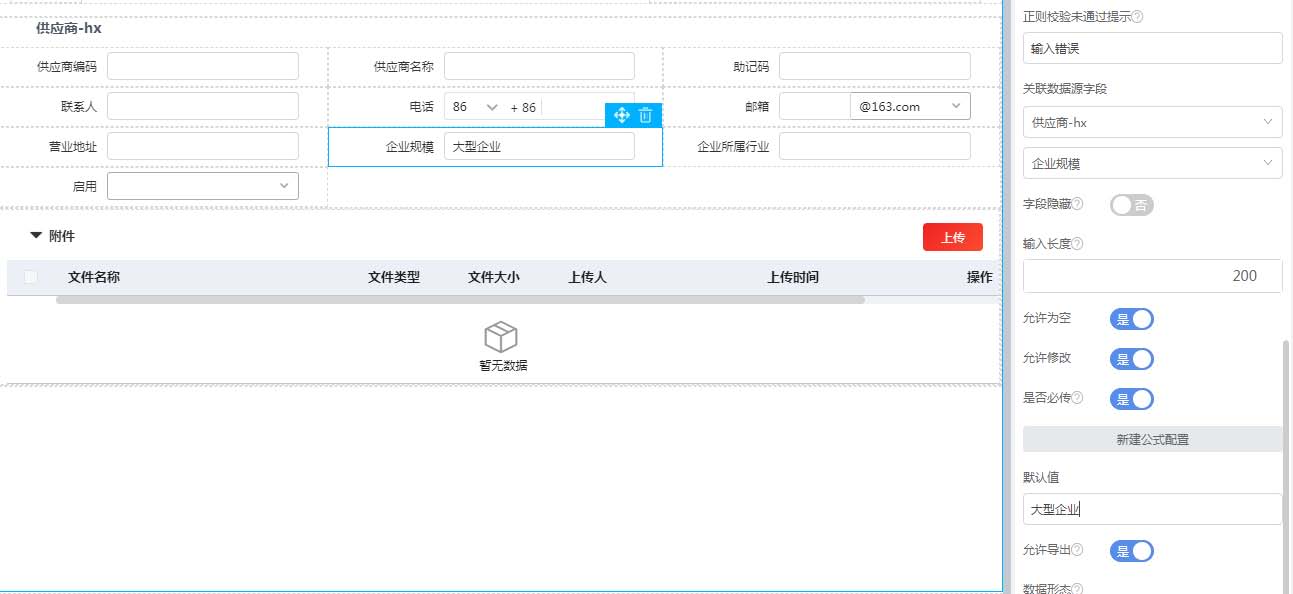 供应商-hx
供应商编码
供应商名称
助记码
联系人
电话 86 + 86
邮箱 @163.com
营业地址
企业规模 大型企业
企业所属行业
启用
附件
上传
文件名称 文件类型 文件大小 上传人 上传时间 操作
暂无数据
正则校验未通过提示?
输入错误
关联数据源字段
供应商-hx
企业规模
字段隐藏? 否
输入长度?
200
允许为空 是
允许修改 是
是否必传? 是
新建公式配置
默认值
大型企业
允许导出? 是
数据形态?